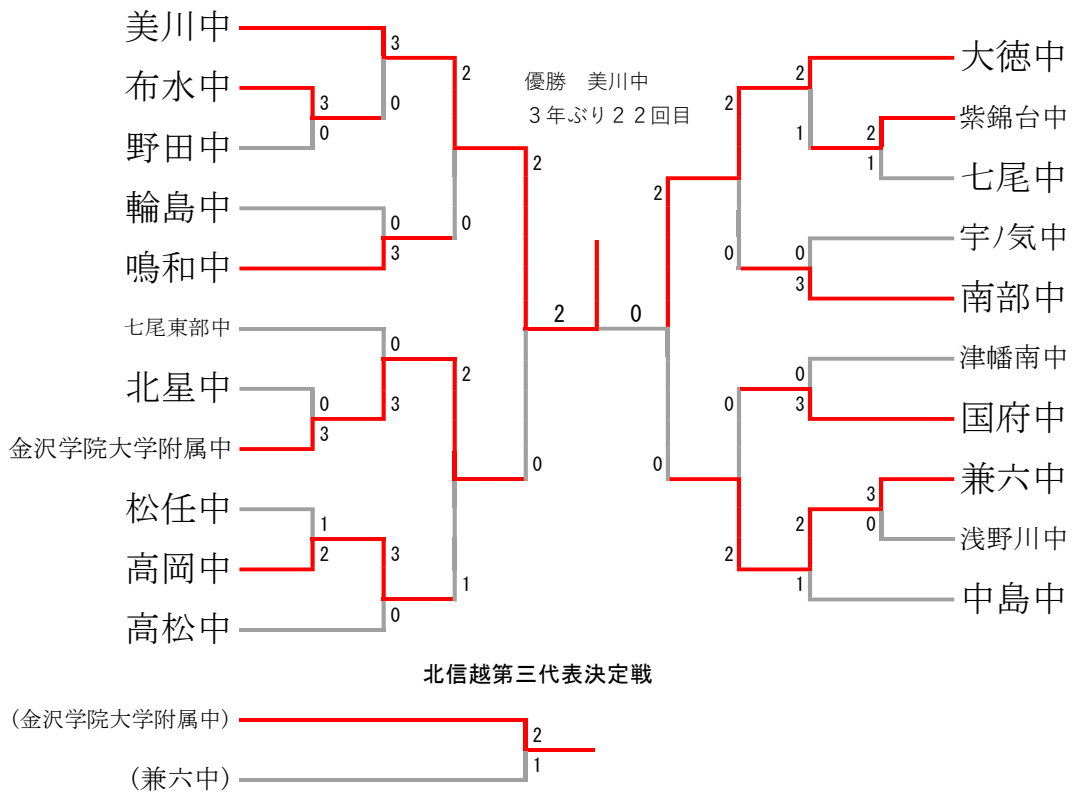 美川中
布水中
野田中
輪島中
鳴和中
七尾東部中
北星中
金沢学院大学附属中
松任中
高岡中
高松中
3
0
3
0
0
3
2
0
0
3
0
3
1
2
3
0
2
1
2
0
優勝 美川中
3年ぶり22回目
2
0
大徳中
紫錦台中
七尾中
宇ノ気中
南部中
津幡南中
国府中
兼六中
浅野川中
中島中
2
1
2
1
2
0
0
3
2
0
0
3
0
2
3
0
2
1
北信越第三代表決定戦
(金沢学院大学附属中)
(兼六中)
2
1